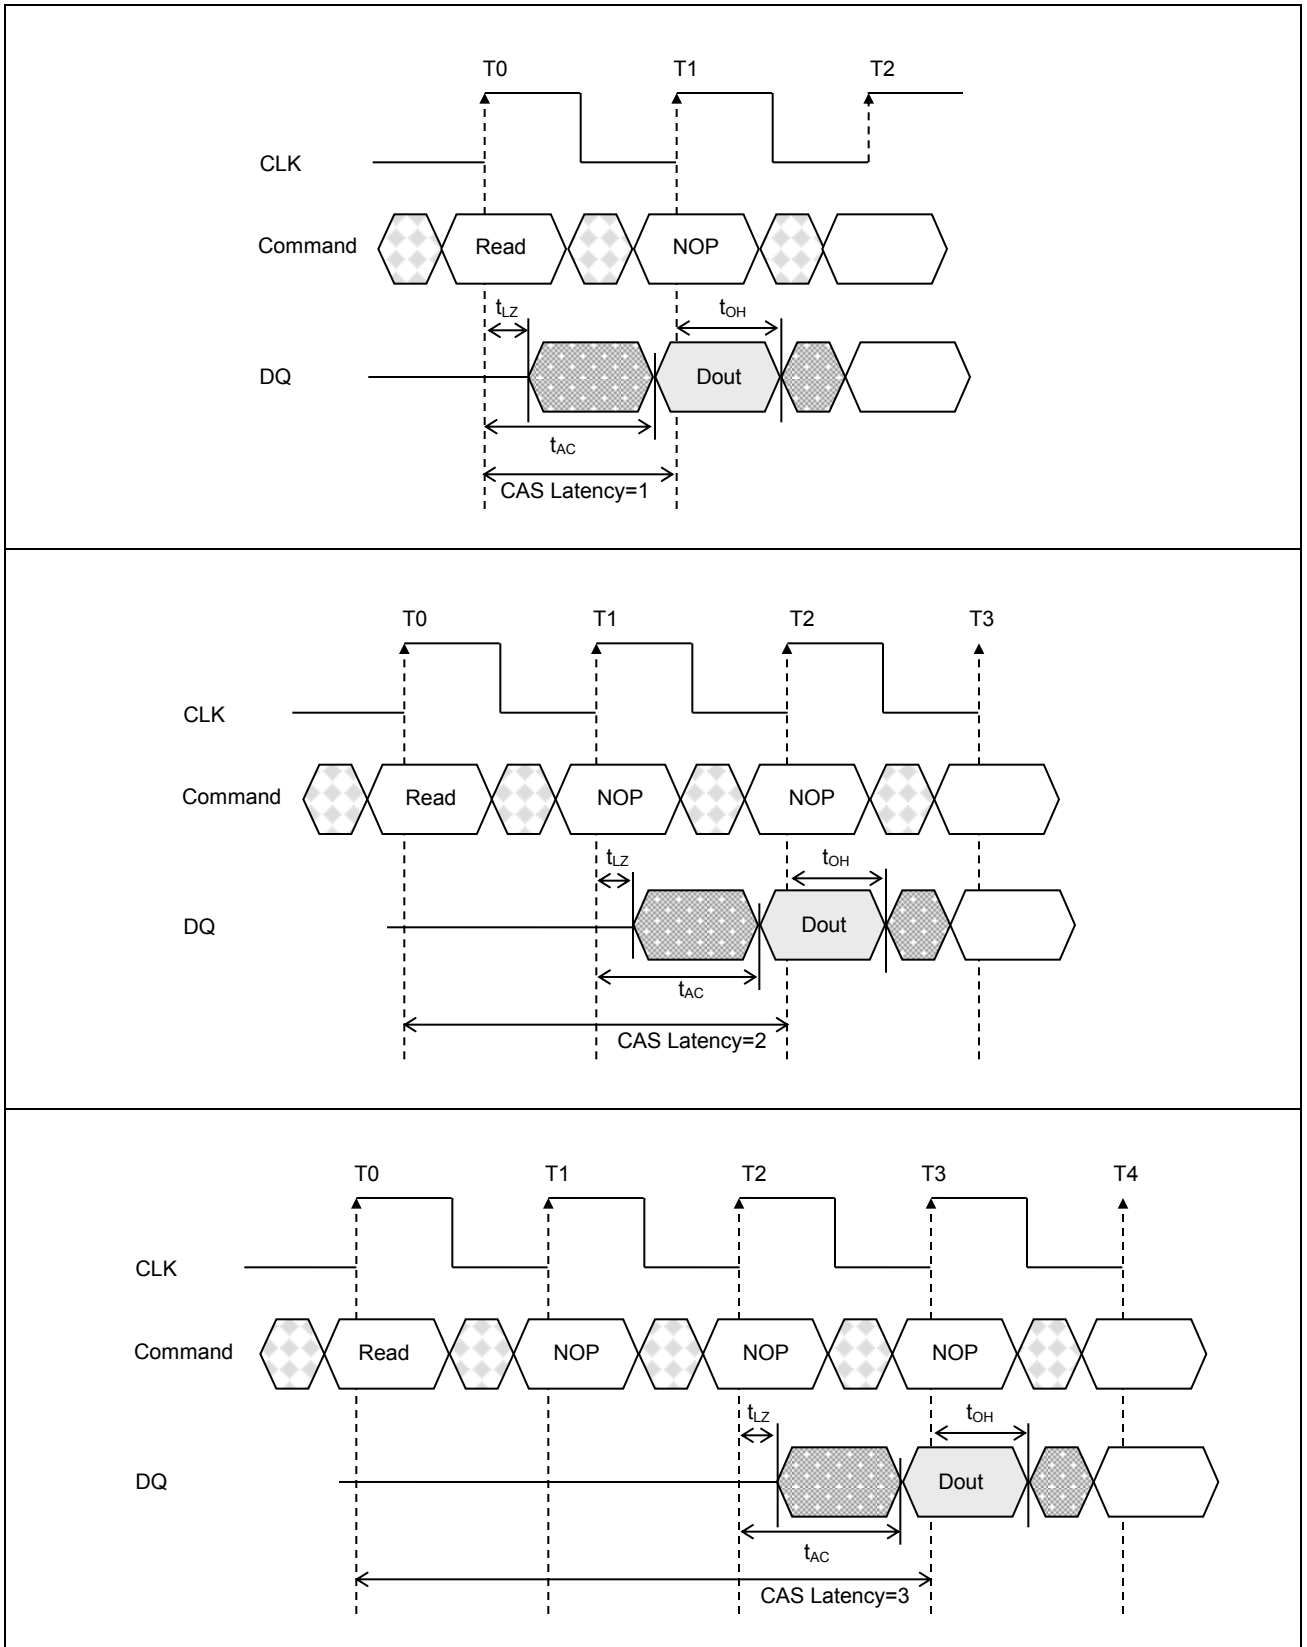 T0 T1 T2
CLK
Command Read NOP
tLZ tOH
DQ Dout
tAC
CAS Latency=1
T0 T1 T2 T3
CLK
Command Read NOP NOP
tLZ tOH
DQ Dout
tAC
CAS Latency=2
T0 T1 T2 T3 T4
CLK
Command Read NOP NOP NOP
tLZ tOH
DQ Dout
tAC
CAS Latency=3